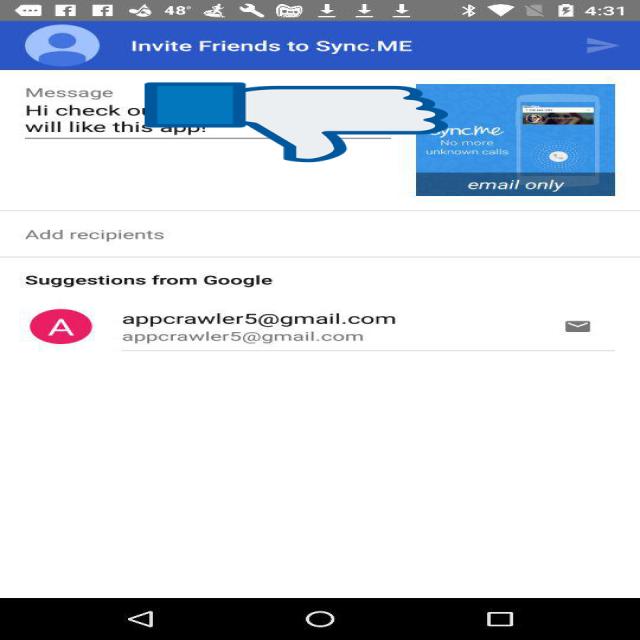 48° 4:31
Invite Friends to Sync.ME
Message
Hi check
will like this app!
sync.me
No more
unknown calls
email only
Add recipients
Suggestions from Google
A
appcrawler5@gmail.com
appcrawler5@gmail.com